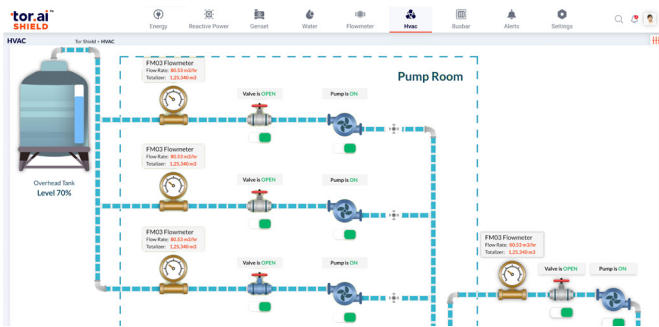 tor.ai™
SHIELD
Energy
Reactive Power
Genset
Water
Flowmeter
Hvac
Busbar
Alerts
Settings
HVAC
Tor Shield • HVAC
Pump Room
FM03 Flowmeter
Flow Rate: 80.53 m3/hr
Totalizer: 1,25,340 m3
Valve is OPEN
Pump is ON
Overhead Tank
Level 70%
FM03 Flowmeter
Flow Rate: 80.53 m3/hr
Totalizer: 1,25,340 m3
Valve is OPEN
Pump is ON
FM03 Flowmeter
Flow Rate: 80.53 m3/hr
Totalizer: 1,25,340 m3
Valve is OPEN
Pump is ON
FM03 Flowmeter
Flow Rate: 80.53 m3/hr
Totalizer: 1,25,340 m3
Valve is OPEN
Pump is ON